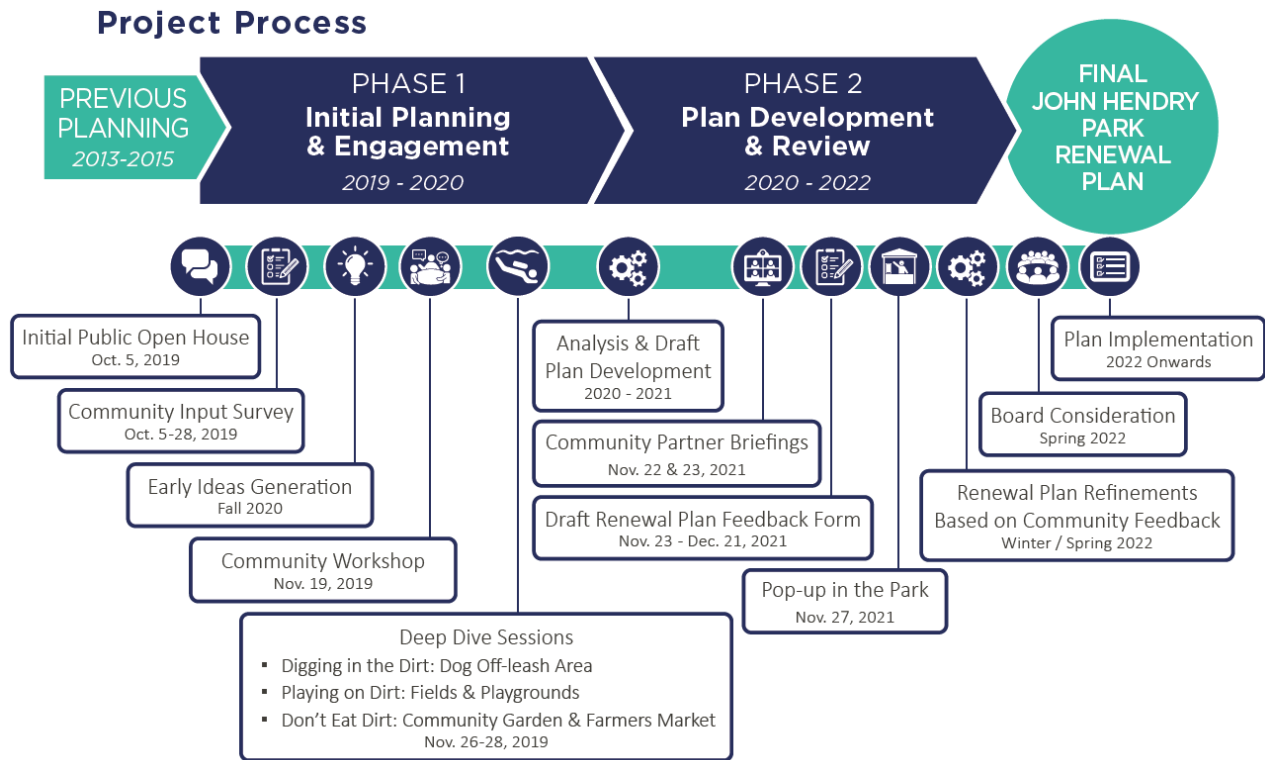 Project Process
PREVIOUS
PLANNING
2013-2015
PHASE 1
Initial Planning
& Engagement
2019 - 2020
PHASE 2
Plan Development
& Review
2020 - 2022
FINAL
JOHN HENDRY
PARK
RENEWAL
PLAN
Initial Public Open House
Oct. 5, 2019
Community Input Survey
Oct. 5-28, 2019
Early Ideas Generation
Fall 2020
Community Workshop
Nov. 19, 2019
Deep Dive Sessions
▪ Digging in the Dirt: Dog Off-leash Area
▪ Playing on Dirt: Fields & Playgrounds
▪ Don't Eat Dirt: Community Garden & Farmers Market
Nov. 26-28, 2019
Analysis & Draft
Plan Development
2020 - 2021
Community Partner Briefings
Nov. 22 & 23, 2021
Draft Renewal Plan Feedback Form
Nov. 23 - Dec. 21, 2021
Pop-up in the Park
Nov. 27, 2021
Renewal Plan Refinements
Based on Community Feedback
Winter / Spring 2022
Board Consideration
Spring 2022
Plan Implementation
2022 Onwards